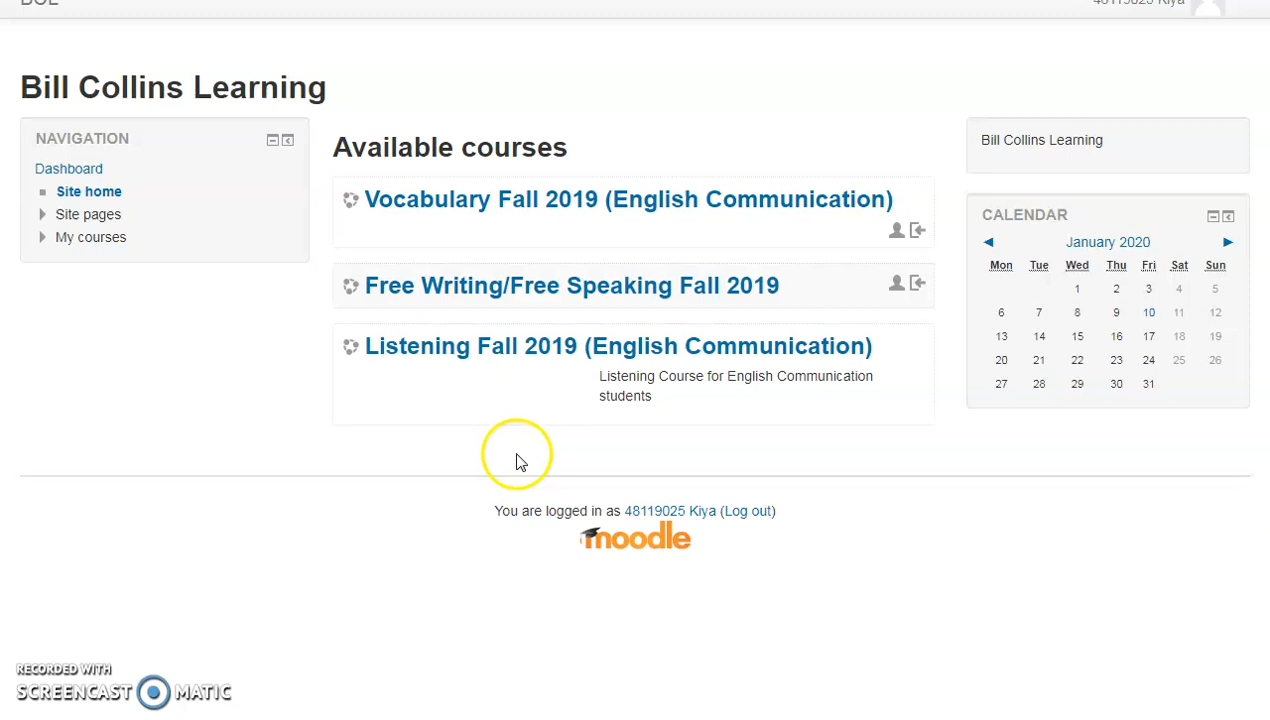 BCL
48119025 Kiya
Bill Collins Learning
NAVIGATION
Dashboard
Site home
Site pages
My courses
Available courses
Vocabulary Fall 2019 (English Communication)
Free Writing/Free Speaking Fall 2019
Listening Fall 2019 (English Communication)
Listening Course for English Communication
students
Bill Collins Learning
CALENDAR
January 2020
Mon Tue Wed Thu Fri Sat Sun
1 2 3 4 5
6 7 8 9 10 11 12
13 14 15 16 17 18 19
20 21 22 23 24 25 26
27 28 29 30 31
You are logged in as 48119025 Kiya (Log out)
moodle
RECORDED WITH
SCREENCAST MATIC